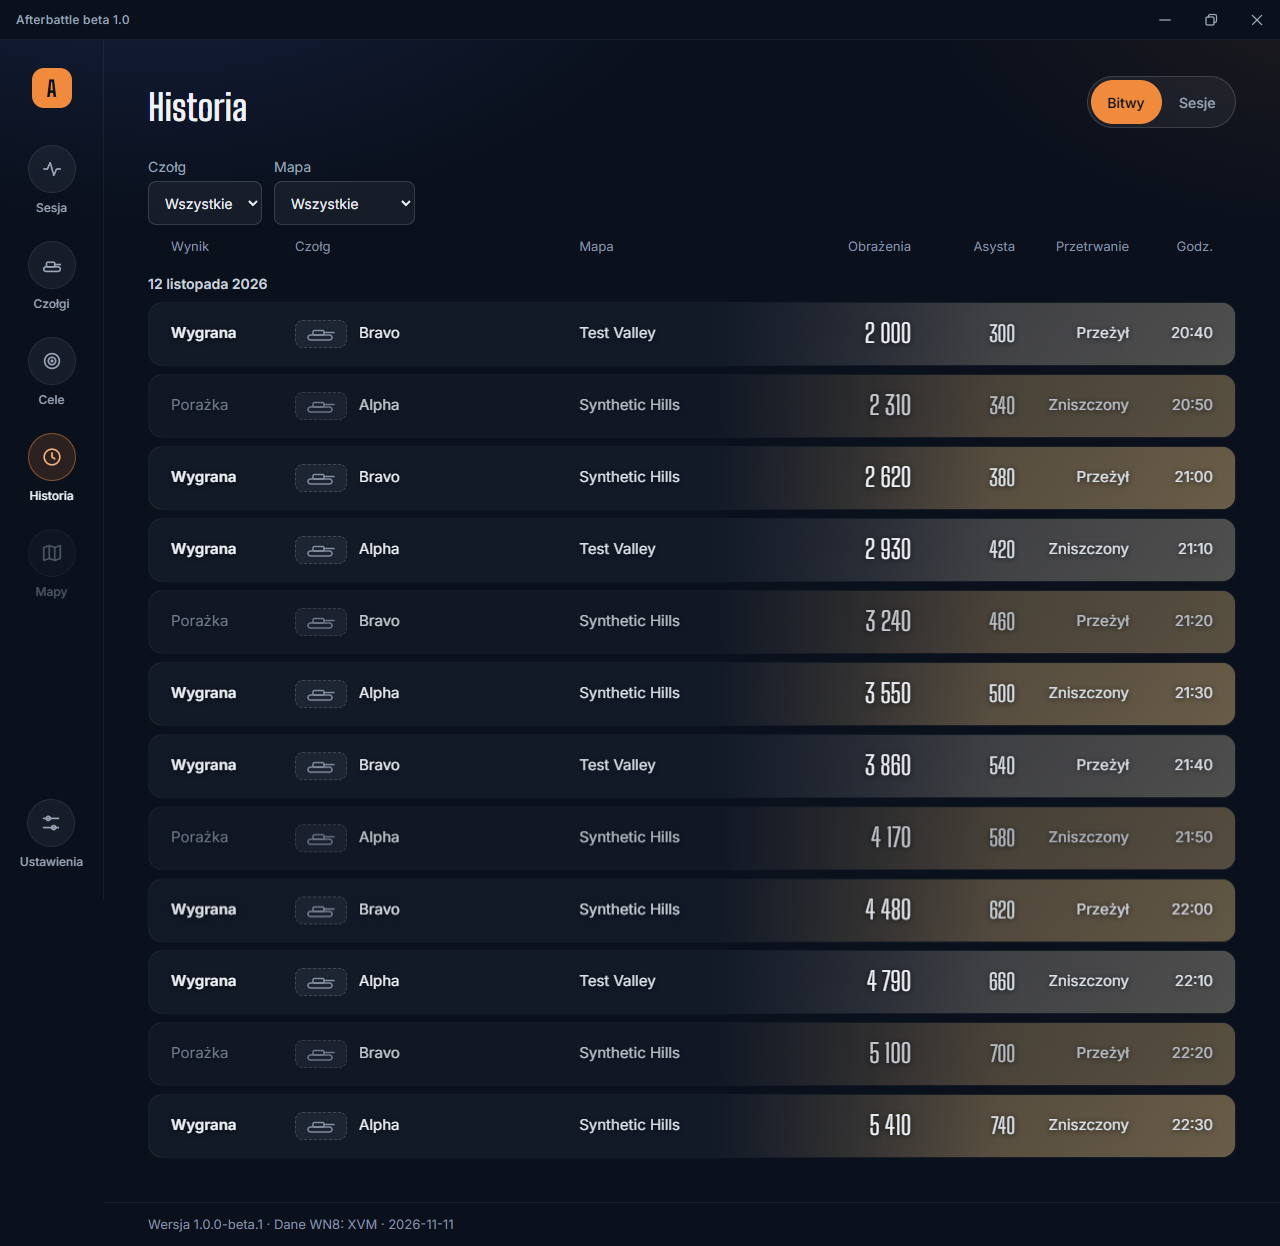 Afterbattle beta 1.0
A
Sesja
Czołgi
Cele
Historia
Mapy
Ustawienia
Historia
Bitwy Sesje
Czołg Mapa
Wszystkie Wszystkie
Wynik Czołg Mapa Obrażenia Asysta Przetrwanie Godz.
12 listopada 2026
Wygrana Bravo Test Valley 2 000 300 Przeżył 20:40
Porażka Alpha Synthetic Hills 2 310 340 Zniszczony 20:50
Wygrana Bravo Synthetic Hills 2 620 380 Przeżył 21:00
Wygrana Alpha Test Valley 2 930 420 Zniszczony 21:10
Porażka Bravo Synthetic Hills 3 240 460 Przeżył 21:20
Wygrana Alpha Synthetic Hills 3 550 500 Zniszczony 21:30
Wygrana Bravo Test Valley 3 860 540 Przeżył 21:40
Porażka Alpha Synthetic Hills 4 170 580 Zniszczony 21:50
Wygrana Bravo Synthetic Hills 4 480 620 Przeżył 22:00
Wygrana Alpha Test Valley 4 790 660 Zniszczony 22:10
Porażka Bravo Synthetic Hills 5 100 700 Przeżył 22:20
Wygrana Alpha Synthetic Hills 5 410 740 Zniszczony 22:30
Wersja 1.0.0-beta.1 · Dane WN8: XVM · 2026-11-11